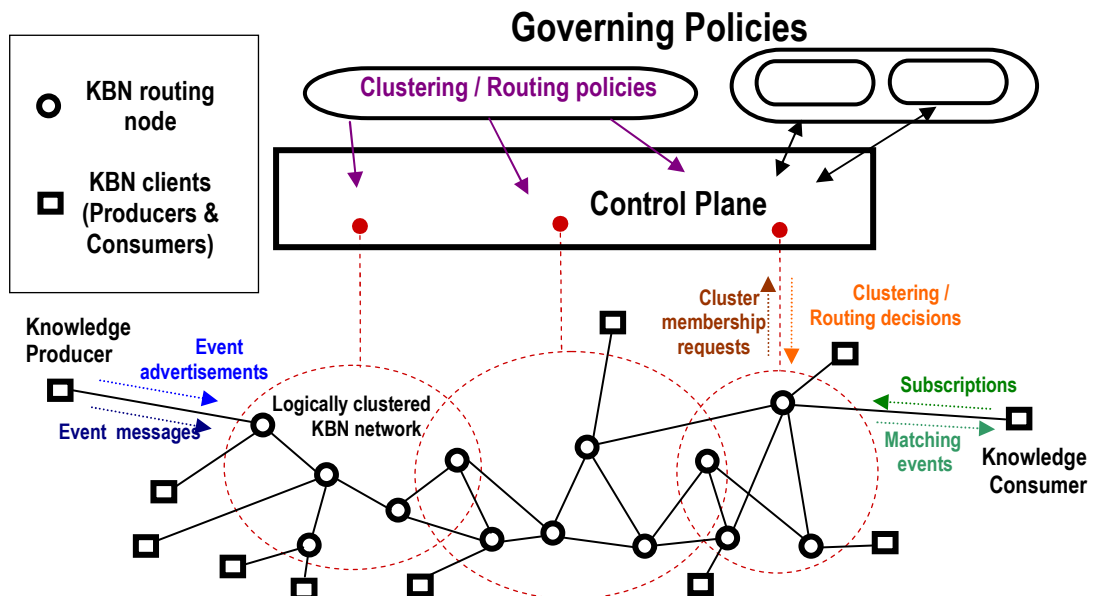 Governing Policies
Clustering / Routing policies
KBN routing
node
KBN clients
(Producers &
Consumers)
Control Plane
Cluster
membership
requests
Clustering /
Routing decisions
Knowledge
Producer
Event
advertisements
Event messages
Logically clustered
KBN network
Subscriptions
Matching
events
Knowledge
Consumer